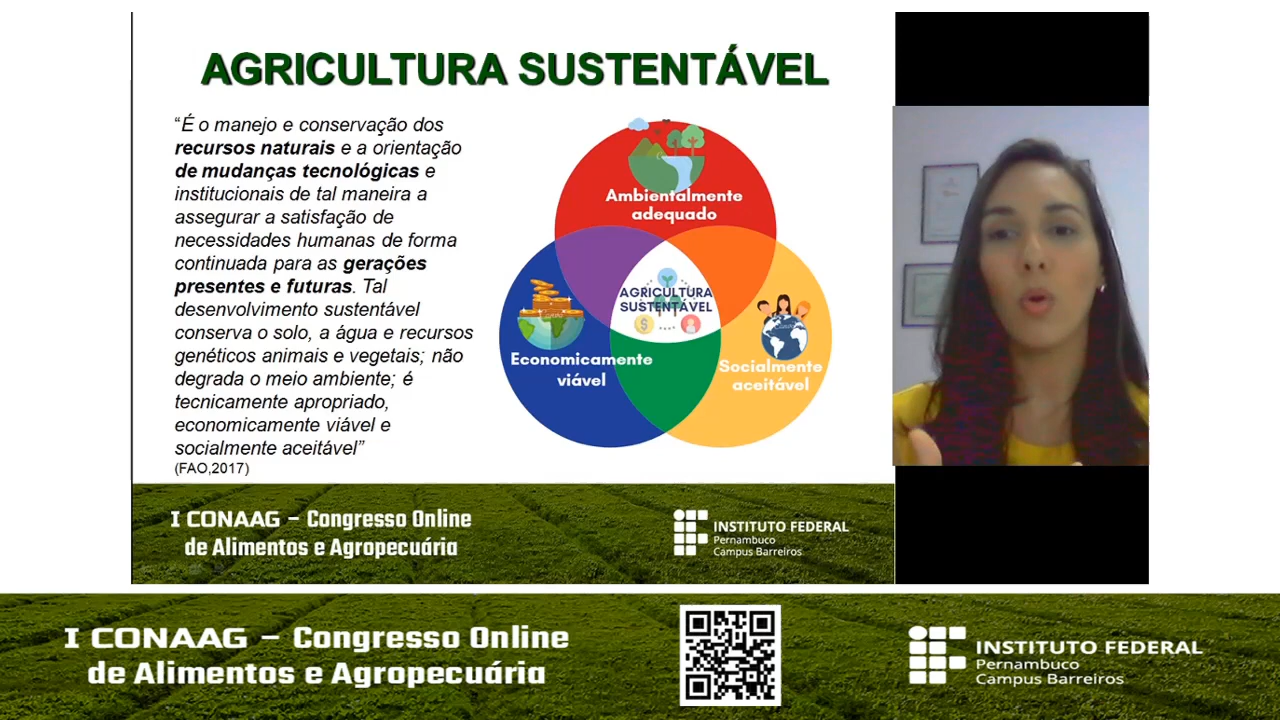 AGRICULTURA SUSTENTÁVEL
“É o manejo e conservação dos
recursos naturais e a orientação
de mudanças tecnológicas e
institucionais de tal maneira a
assegurar a satisfação de
necessidades humanas de forma
continuada para as gerações
presentes e futuras. Tal
desenvolvimento sustentável
conserva o solo, a água e recursos
genéticos animais e vegetais; não
degrada o meio ambiente; é
tecnicamente apropriado,
economicamente viável e
socialmente aceitável”
(FAO,2017)
Ambientalmente
adequado
AGRICULTURA
SUSTENTÁVEL
Economicamente
viável
Socialmente
aceitável
I CONAAG – Congresso Online
de Alimentos e Agropecuária
INSTITUTO FEDERAL
Pernambuco
Campus Barreiros
I CONAAG – Congresso Online
de Alimentos e Agropecuária
INSTITUTO FEDERAL
Pernambuco
Campus Barreiros